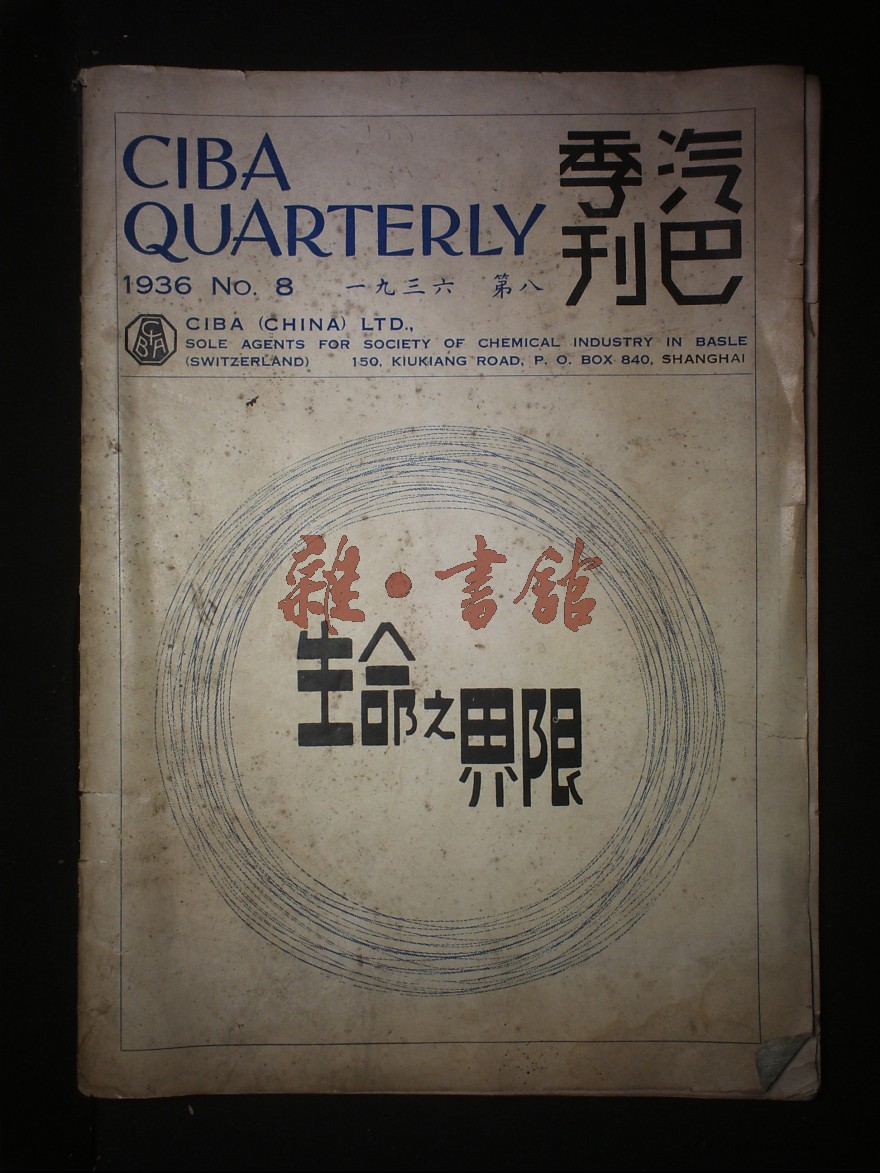 CIBA
QUARTERLY
汽巴
季刊
1936 No. 8 一九三六 第八
CIBA
CIBA (CHINA) LTD.,
SOLE AGENTS FOR SOCIETY OF CHEMICAL INDUSTRY IN BASLE
(SWITZERLAND) 150, KIUKIANG ROAD, P. O. BOX 840, SHANGHAI
雜·書館
生命之界限